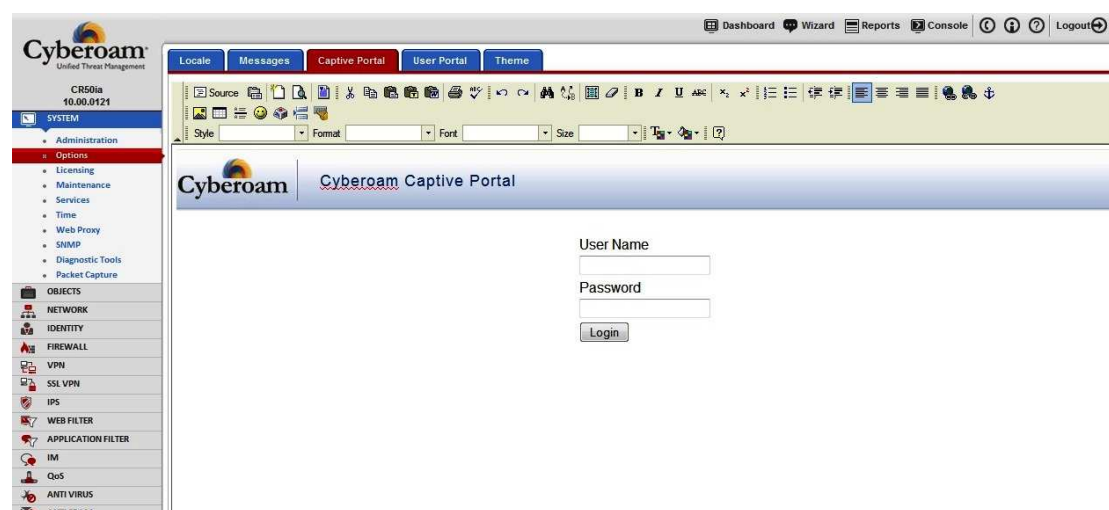 Dashboard Wizard Reports Console Logout
Cyberoam
Unified Threat Management
CR50ia
10.00.0121
Locale Messages Captive Portal User Portal Theme
Source
B I U ABC x₂ x²
Style Format Font Size
SYSTEM
Administration
Options
Licensing
Maintenance
Services
Time
Web Proxy
SNMP
Diagnostic Tools
Packet Capture
OBJECTS
NETWORK
IDENTITY
FIREWALL
VPN
SSL VPN
IPS
WEB FILTER
APPLICATION FILTER
IM
QoS
ANTI VIRUS
Cyberoam
Cyberoam Captive Portal
User Name
Password
Login